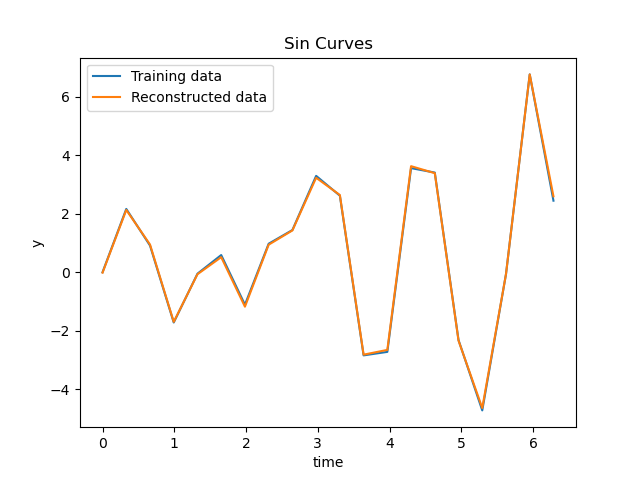 Sin Curves
Training data
Reconstructed data
6
4
2
0
−2
−4
y
0 1 2 3 4 5 6
time